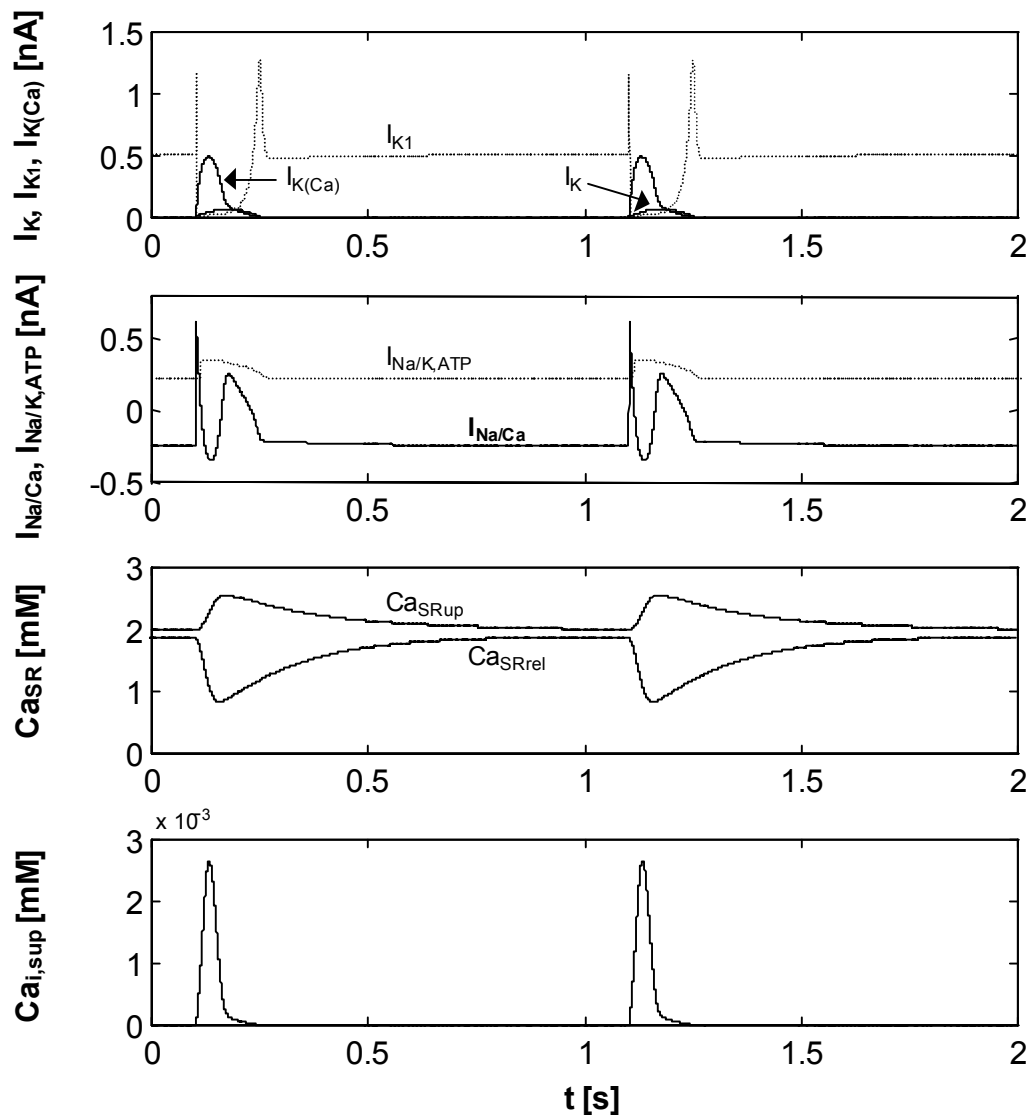 I_K, I_K1, I_K(Ca) [nA]
1.5
1
0.5
0
I_K1
I_K(Ca)
I_K
0 0.5 1 1.5 2
I_Na/Ca, I_Na/K,ATP [nA]
0.5
0
-0.5
I_Na/K,ATP
I_Na/Ca
0 0.5 1 1.5 2
Ca_SR [mM]
3
2
1
0
Ca_SRup
Ca_SRrel
0 0.5 1 1.5 2
x 10⁻³
Ca_i,sup [mM]
3
2
1
0
0 0.5 1 1.5 2
t [s]